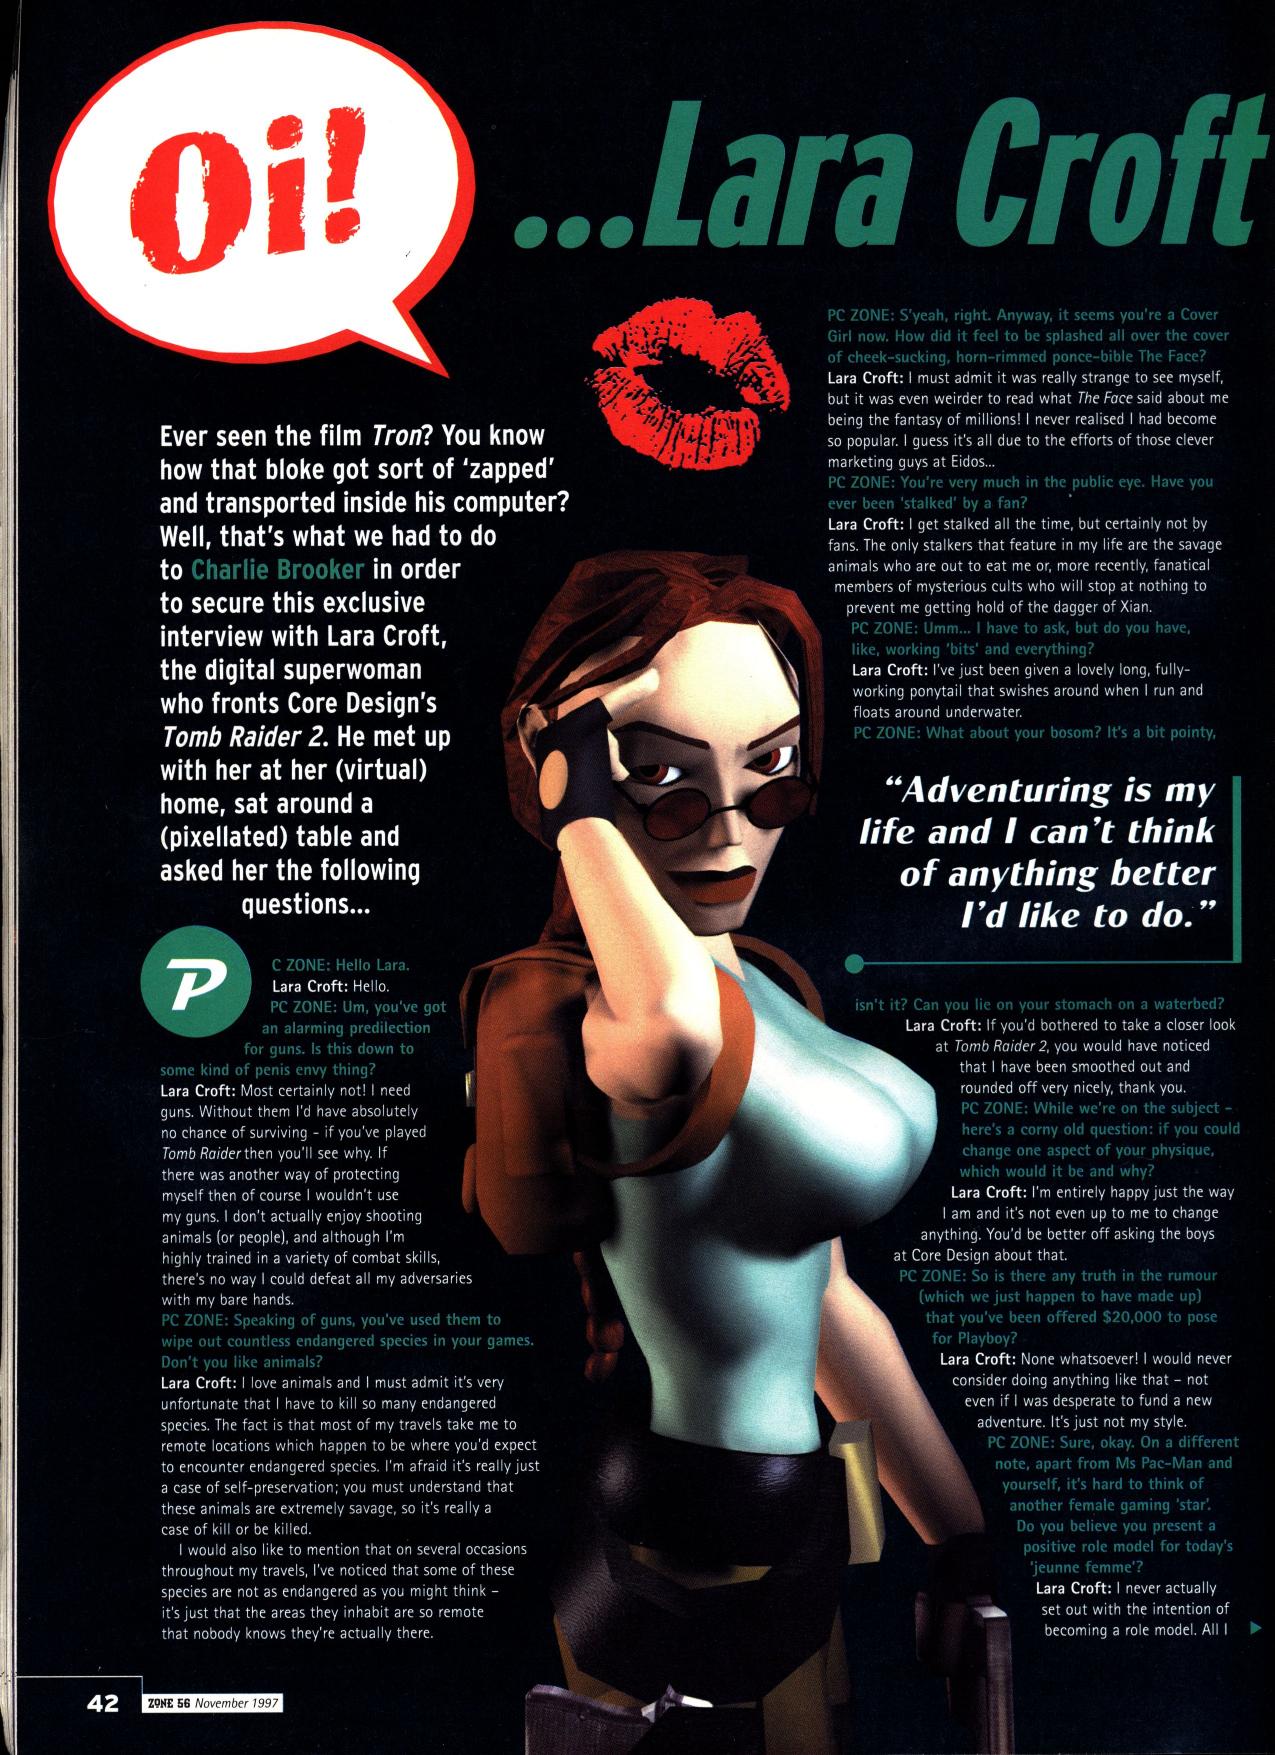 Oi!
...Lara Croft
Ever seen the film Tron? You know
how that bloke got sort of ‘zapped’
and transported inside his computer?
Well, that’s what we had to do
to Charlie Brooker in order
to secure this exclusive
interview with Lara Croft,
the digital superwoman
who fronts Core Design’s
Tomb Raider 2. He met up
with her at her (virtual)
home, sat around a
(pixellated) table and
asked her the following
questions...
PC ZONE: Hello Lara.
Lara Croft: Hello.
PC ZONE: Um, you've got
an alarming predilection
for guns. Is this down to
some kind of penis envy thing?
Lara Croft: Most certainly not! I need
guns. Without them I'd have absolutely
no chance of surviving – if you've played
Tomb Raider then you'll see why. If
there was another way of protecting
myself then of course I wouldn't use
my guns. I don't actually enjoy shooting
animals (or people), and although I'm
highly trained in a variety of combat skills,
there's no way I could defeat all my adversaries
with my bare hands.
PC ZONE: Speaking of guns, you've used them to
wipe out countless endangered species in your games.
Don't you like animals?
Lara Croft: I love animals and I must admit it's very
unfortunate that I have to kill so many endangered
species. The fact is that most of my travels take me to
remote locations which happen to be where you'd expect
to encounter endangered species. I'm afraid it's really just
a case of self-preservation; you must understand that
these animals are extremely savage, so it's really a
case of kill or be killed.
I would also like to mention that on several occasions
throughout my travels, I've noticed that some of these
species are not as endangered as you might think –
it's just that the areas they inhabit are so remote
that nobody knows they're actually there.
PC ZONE: S'yeah, right. Anyway, it seems you're a Cover
Girl now. How did it feel to be splashed all over the cover
of cheek-sucking, horn-rimmed ponce-bible The Face?
Lara Croft: I must admit it was really strange to see myself,
but it was even weirder to read what The Face said about me
being the fantasy of millions! I never realised I had become
so popular. I guess it's all due to the efforts of those clever
marketing guys at Eidos...
PC ZONE: You're very much in the public eye. Have you
ever been 'stalked' by a fan?
Lara Croft: I get stalked all the time, but certainly not by
fans. The only stalkers that feature in my life are the savage
animals who are out to eat me or, more recently, fanatical
members of mysterious cults who will stop at nothing to
prevent me getting hold of the dagger of Xian.
PC ZONE: Umm... I have to ask, but do you have,
like, working 'bits' and everything?
Lara Croft: I've just been given a lovely long, fully-
working ponytail that swishes around when I run and
floats around underwater.
PC ZONE: What about your bosom? It's a bit pointy,
“Adventuring is my
life and I can’t think
of anything better
I’d like to do.”
isn't it? Can you lie on your stomach on a waterbed?
Lara Croft: If you'd bothered to take a closer look
at Tomb Raider 2, you would have noticed
that I have been smoothed out and
rounded off very nicely, thank you.
PC ZONE: While we're on the subject –
here's a corny old question: if you could
change one aspect of your physique,
which would it be and why?
Lara Croft: I'm entirely happy just the way
I am and it's not even up to me to change
anything. You'd be better off asking the boys
at Core Design about that.
PC ZONE: So is there any truth in the rumour
(which we just happen to have made up)
that you've been offered $20,000 to pose
for Playboy?
Lara Croft: None whatsoever! I would never
consider doing anything like that – not
even if I was desperate to fund a new
adventure. It's just not my style.
PC ZONE: Sure, okay. On a different
note, apart from Ms Pac-Man and
yourself, it's hard to think of
another female gaming 'star'.
Do you believe you present a
positive role model for today's
'jeunne femme'?
Lara Croft: I never actually
set out with the intention of
becoming a role model. All I
42 ZONE 56 November 1997